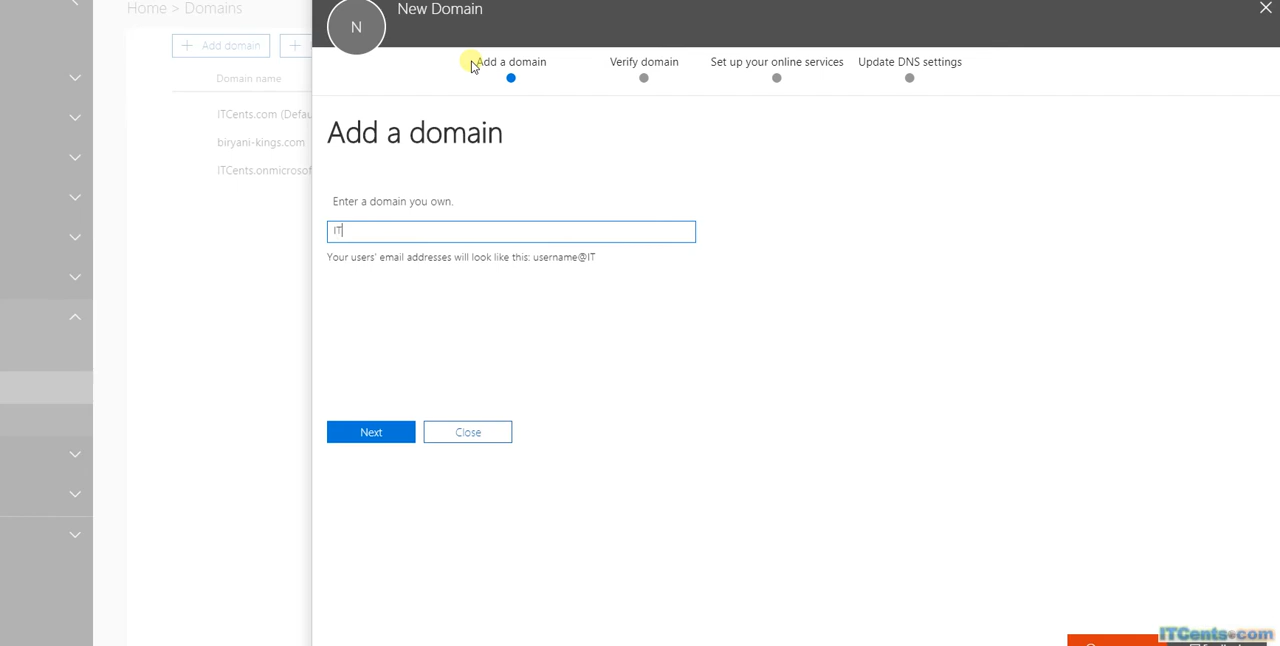 Home > Domains
New Domain
N
Add domain
Domain name
ITCents.com (Defau
biryani-kings.com
ITCents.onmicrosof
Add a domain
Verify domain
Set up your online services
Update DNS settings
Add a domain
Enter a domain you own.
IT
Your users' email addresses will look like this: username@IT
Next
Close
ITCents.com